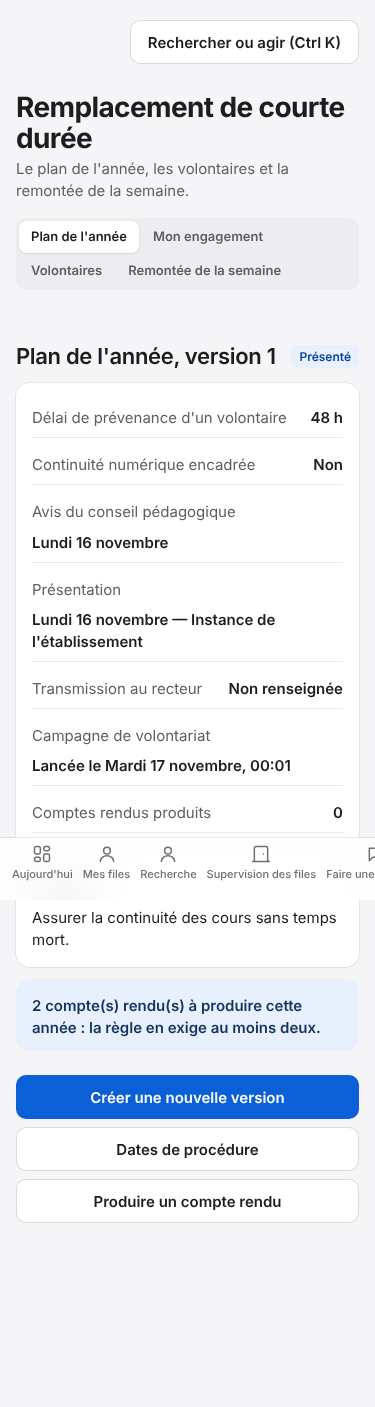 Rechercher ou agir (Ctrl K)
Remplacement de courte
durée
Le plan de l'année, les volontaires et la
remontée de la semaine.
Plan de l'année
Mon engagement
Volontaires
Remontée de la semaine
Plan de l'année, version 1
Présenté
Délai de prévenance d'un volontaire
48 h
Continuité numérique encadrée
Non
Avis du conseil pédagogique
Lundi 16 novembre
Présentation
Lundi 16 novembre — Instance de
l'établissement
Transmission au recteur
Non renseignée
Campagne de volontariat
Lancée le Mardi 17 novembre, 00:01
Comptes rendus produits
0
Aujourd'hui
Mes files
Recherche
Supervision des files
Faire une
Assurer la continuité des cours sans temps
mort.
2 compte(s) rendu(s) à produire cette
année : la règle en exige au moins deux.
Créer une nouvelle version
Dates de procédure
Produire un compte rendu